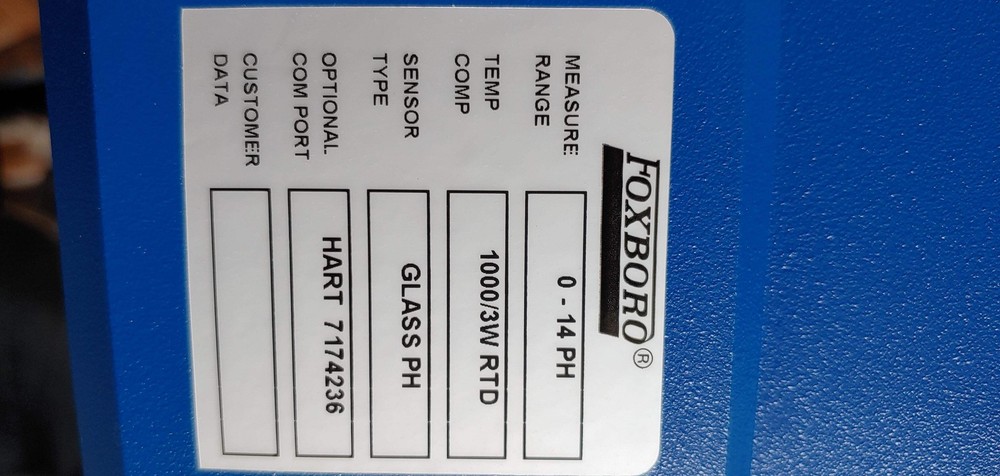 FOXBORO®
MEASURE: 0 - 14 PH
RANGE
TEMP 1000/3W RTD
COMP
SENSOR GLASS PH
TYPE
OPTIONAL HART 7174236
COM PORT
CUSTOMER
DATA